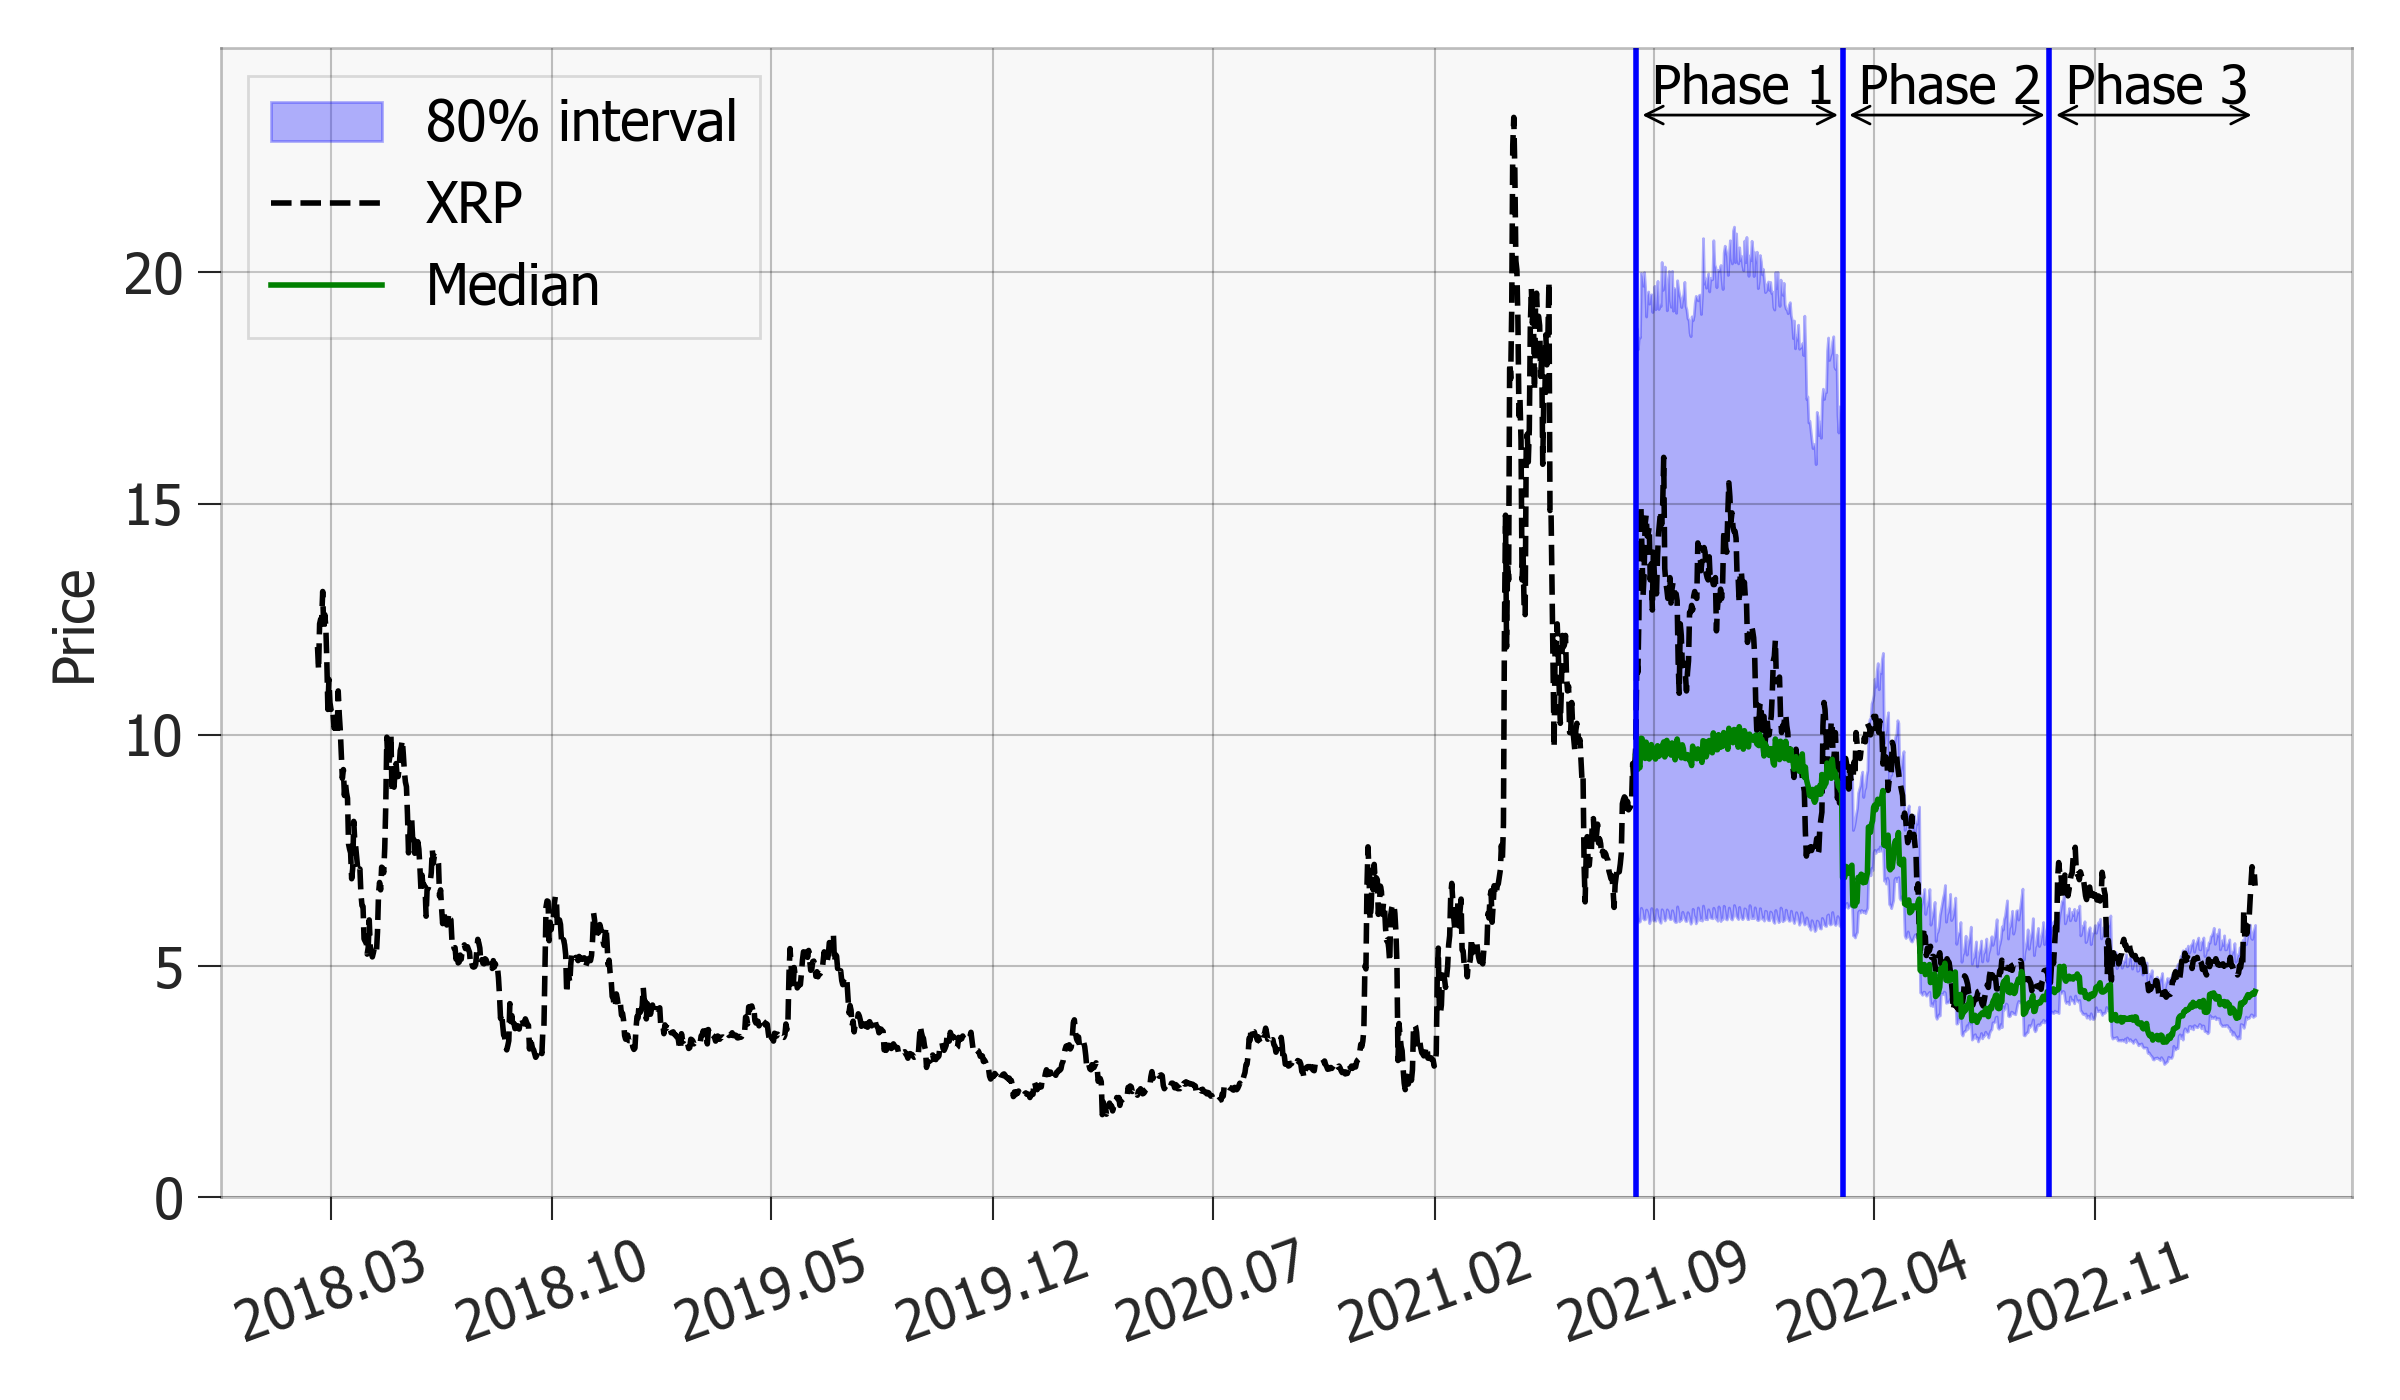 Phase 1
Phase 2
Phase 3
80% interval
XRP
Median
20
15
10
5
0
Price
2018.03
2018.10
2019.05
2019.12
2020.07
2021.02
2021.09
2022.04
2022.11